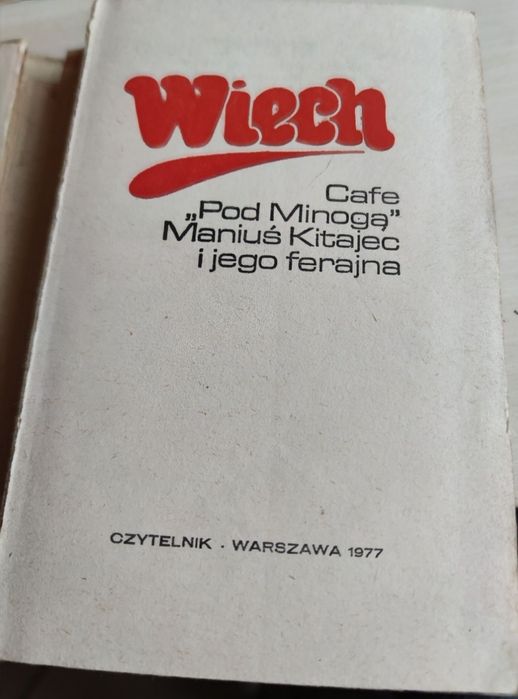 Wiech
Cafe
„Pod Minogą”
Maniuś Kitajec
i jego ferajna
CZYTELNIK . WARSZAWA 1977